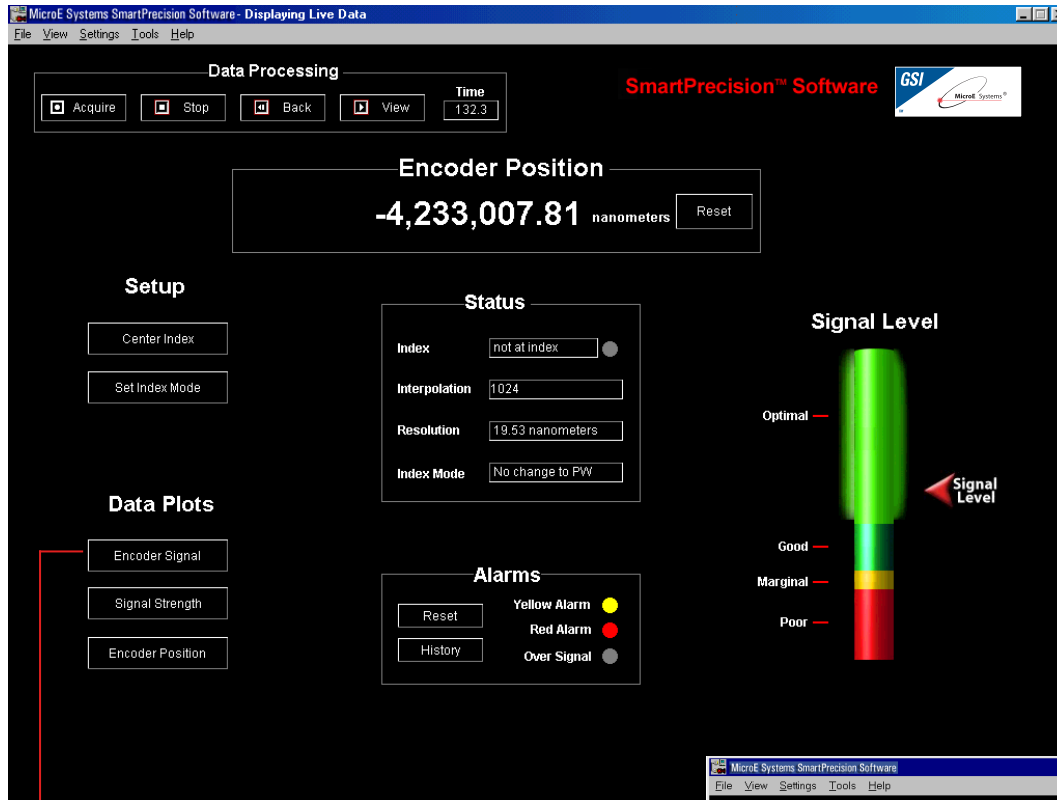 MicroE Systems SmartPrecision Software- Displaying Live Data
File View Settings Tools Help
Data Processing
Acquire
Stop
Back
View
Time
132.3
SmartPrecision™ Software
GSI
MicroE Systems®
Encoder Position
-4,233,007.81 nanometers
Reset
Setup
Center Index
Set Index Mode
Status
Index not at index
Interpolation 1024
Resolution 19.53 nanometers
Index Mode No change to PW
Signal Level
Optimal
Signal
Level
Good
Marginal
Poor
Data Plots
Encoder Signal
Signal Strength
Encoder Position
Alarms
Reset
History
Yellow Alarm
Red Alarm
Over Signal
MicroE Systems SmartPrecision Software
File View Settings Tools Help